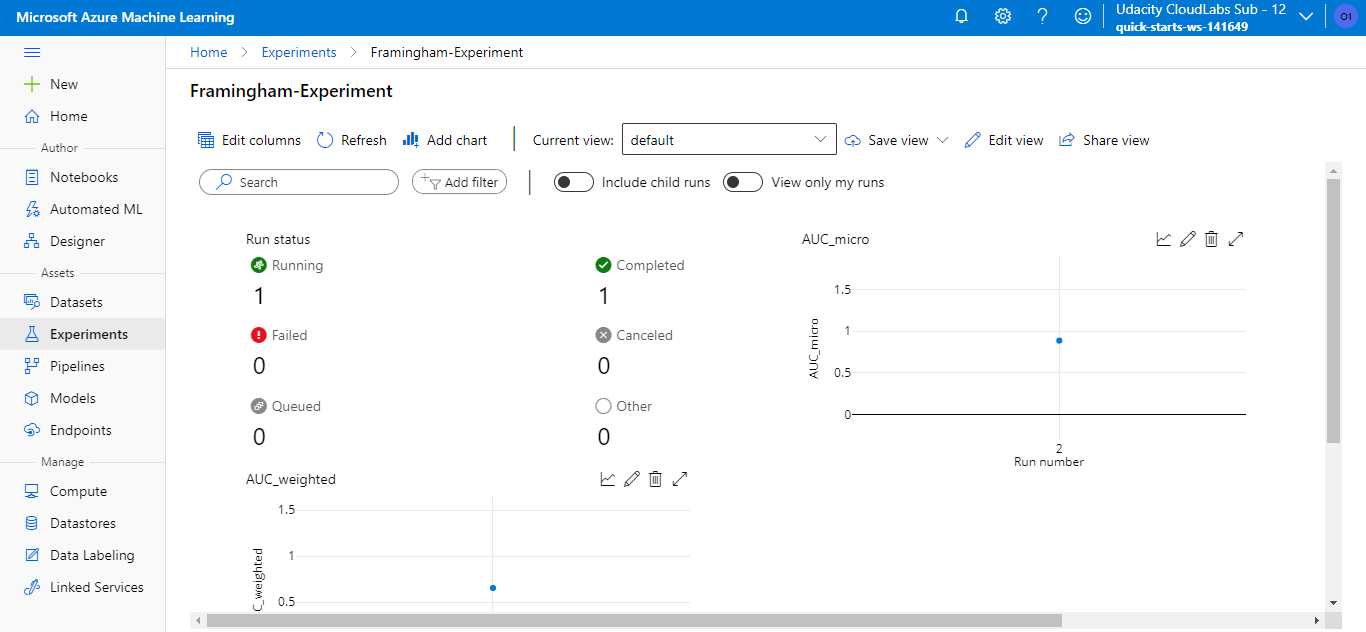 Microsoft Azure Machine Learning
Udacity CloudLabs Sub - 12
quick-starts-ws-141649
O1
New
Home
Author
Notebooks
Automated ML
Designer
Assets
Datasets
Experiments
Pipelines
Models
Endpoints
Manage
Compute
Datastores
Data Labeling
Linked Services
Home > Experiments > Framingham-Experiment
Framingham-Experiment
Edit columns Refresh Add chart Current view: default Save view Edit view Share view
Search Add filter Include child runs View only my runs
Run status
Running Completed
1 1
Failed Canceled
0 0
Queued Other
0 0
AUC_micro
1.5
1
0.5
0
AUC_micro
2
Run number
AUC_weighted
1.5
1
0.5
C_weighted